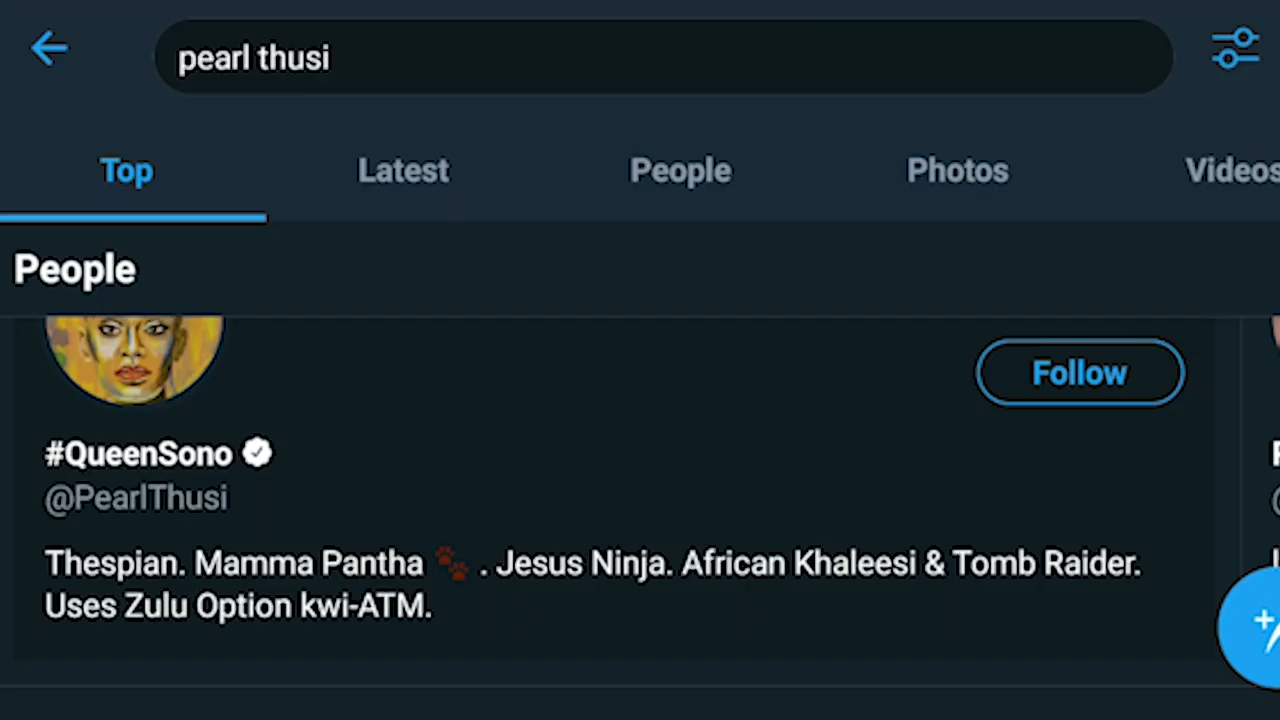 pearl thusi
Top Latest People Photos Videos
People
Follow
#QueenSono
@PearlThusi
Thespian. Mamma Pantha 🐾 . Jesus Ninja. African Khaleesi & Tomb Raider.
Uses Zulu Option kwi-ATM.